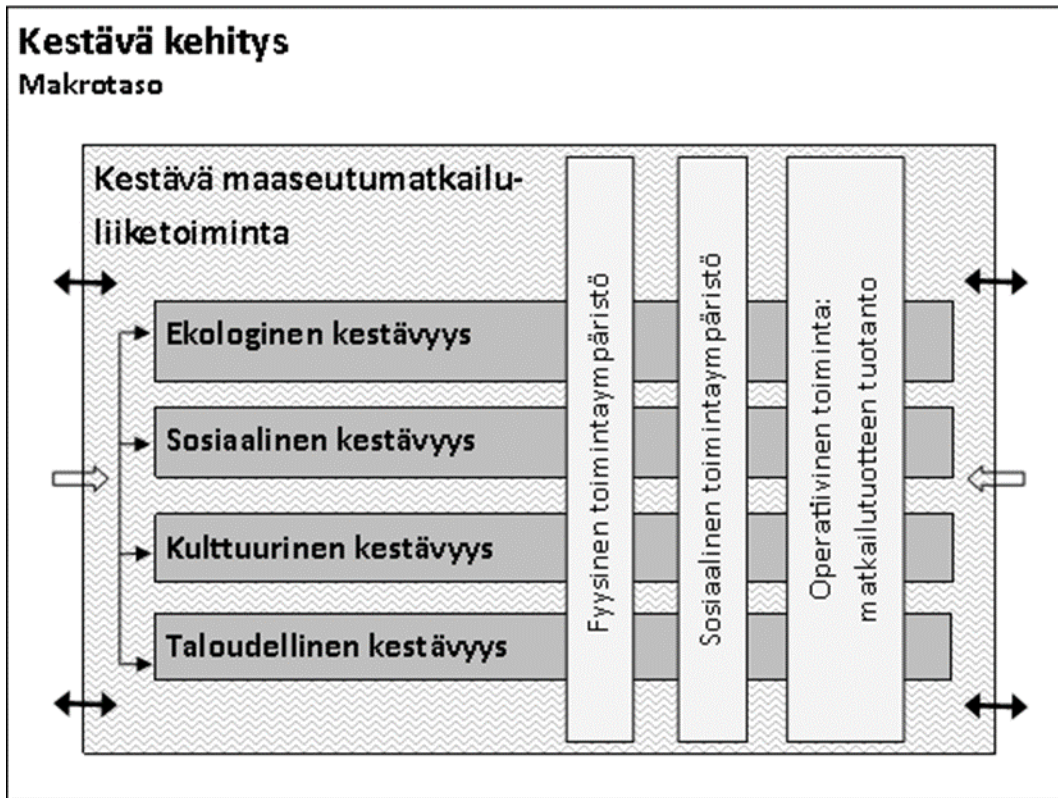 Kestävä kehitys
Makrotaso
Kestävä maaseutumatkailu-
liiketoiminta
Ekologinen kestävyys
Sosiaalinen kestävyys
Kulttuurinen kestävyys
Taloudellinen kestävyys
Fyysinen toimintaympäristö
Sosiaalinen toimintaympäristö
Operatiivinen toiminta:
matkailutuotteen tuotanto